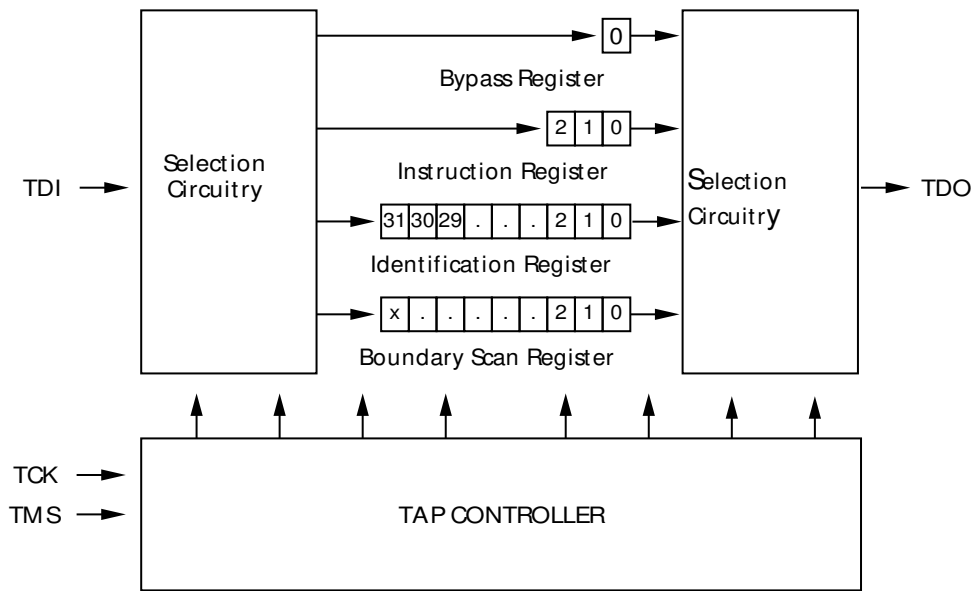 0
Bypass Register
2 1 0
Instruction Register
Selection
Circuitry
Selection
Circuitry
TDI
TDO
31 30 29 . . . 2 1 0
Identification Register
x . . . . . 2 1 0
Boundary Scan Register
TCK
TMS
TAP CONTROLLER